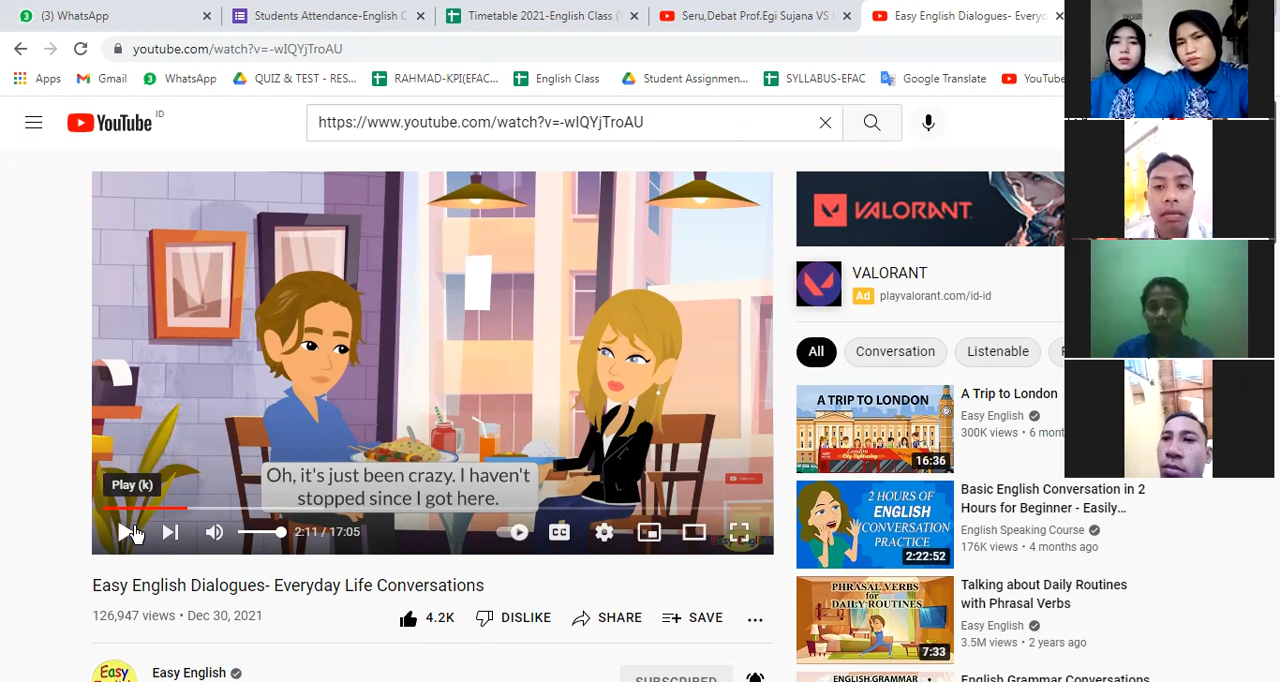 (3) WhatsApp
Students Attendance-English C
Timetable 2021-English Class (
Seru,Debat Prof.Egi Sujana VS
Easy English Dialogues- Everyd
youtube.com/watch?v=-wIQYjTroAU
Apps
Gmail
WhatsApp
QUIZ & TEST - RES...
RAHMAD-KPI(EFAC...
English Class
Student Assignmen...
SYLLABUS-EFAC
Google Translate
YouTube
YouTube ID
https://www.youtube.com/watch?v=-wIQYjTroAU
VALORANT
VALORANT
Ad playvalorant.com/id-id
All
Conversation
Listenable
Oh, it's just been crazy. I haven't
stopped since I got here.
Play (k)
2:11 / 17:05
CC
A TRIP TO LONDON
16:36
A Trip to London
Easy English
300K views • 6 mont
2 HOURS OF
ENGLISH
CONVERSATION
PRACTICE
2:22:52
Basic English Conversation in 2
Hours for Beginner - Easily...
English Speaking Course
176K views • 4 months ago
PHRASAL VERBS
for
DAILY ROUTINES
7:33
Talking about Daily Routines
with Phrasal Verbs
Easy English
3.5M views • 2 years ago
Easy English Dialogues- Everyday Life Conversations
126,947 views • Dec 30, 2021
4.2K
DISLIKE
SHARE
SAVE
Easy
Easy English
SUBSCRIBED
ENGLISH GRAMMAR
English Grammar Conversations